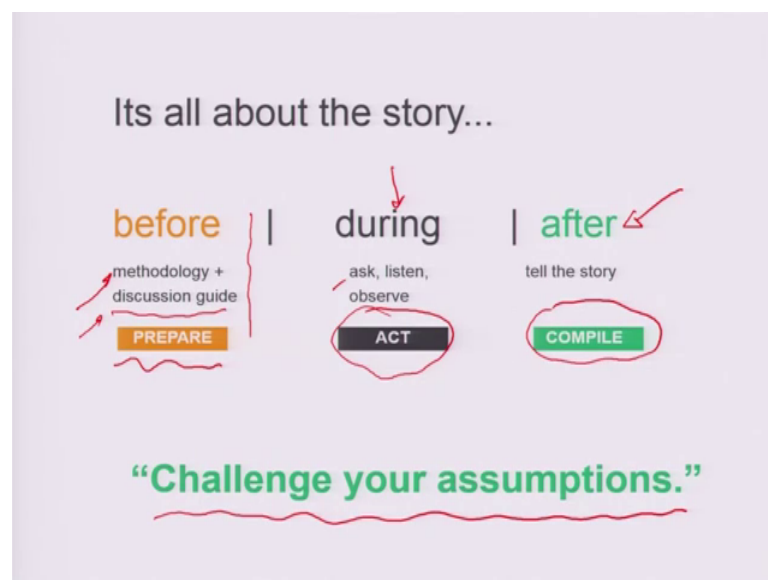 Its all about the story...
before | during | after
methodology + ask, listen, tell the story
discussion guide observe
PREPARE ACT COMPILE
“Challenge your assumptions.”